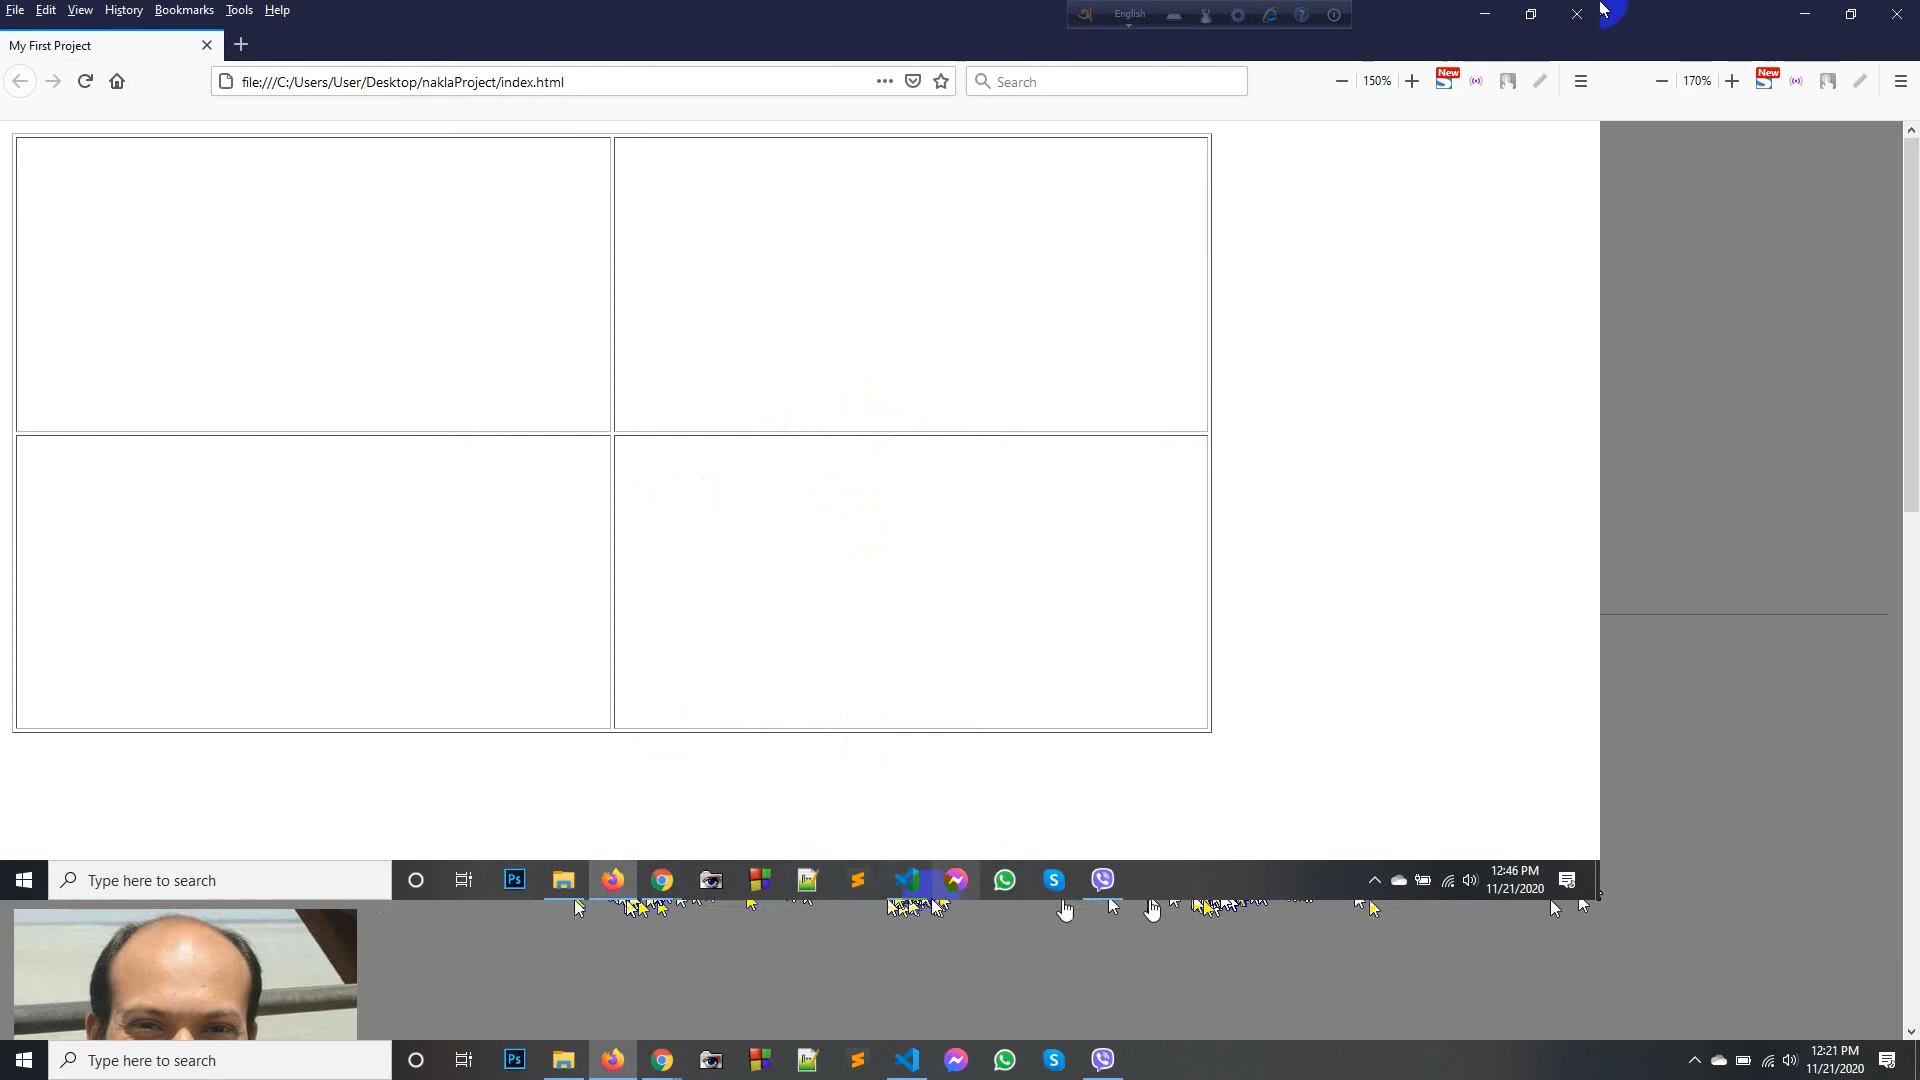 File Edit View History Bookmarks Tools Help
English
My First Project
file:///C:/Users/User/Desktop/naklaProject/index.html
Search
150%
New
170%
New
Type here to search
Ps
12:46 PM
11/21/2020
Type here to search
Ps
12:21 PM
11/21/2020